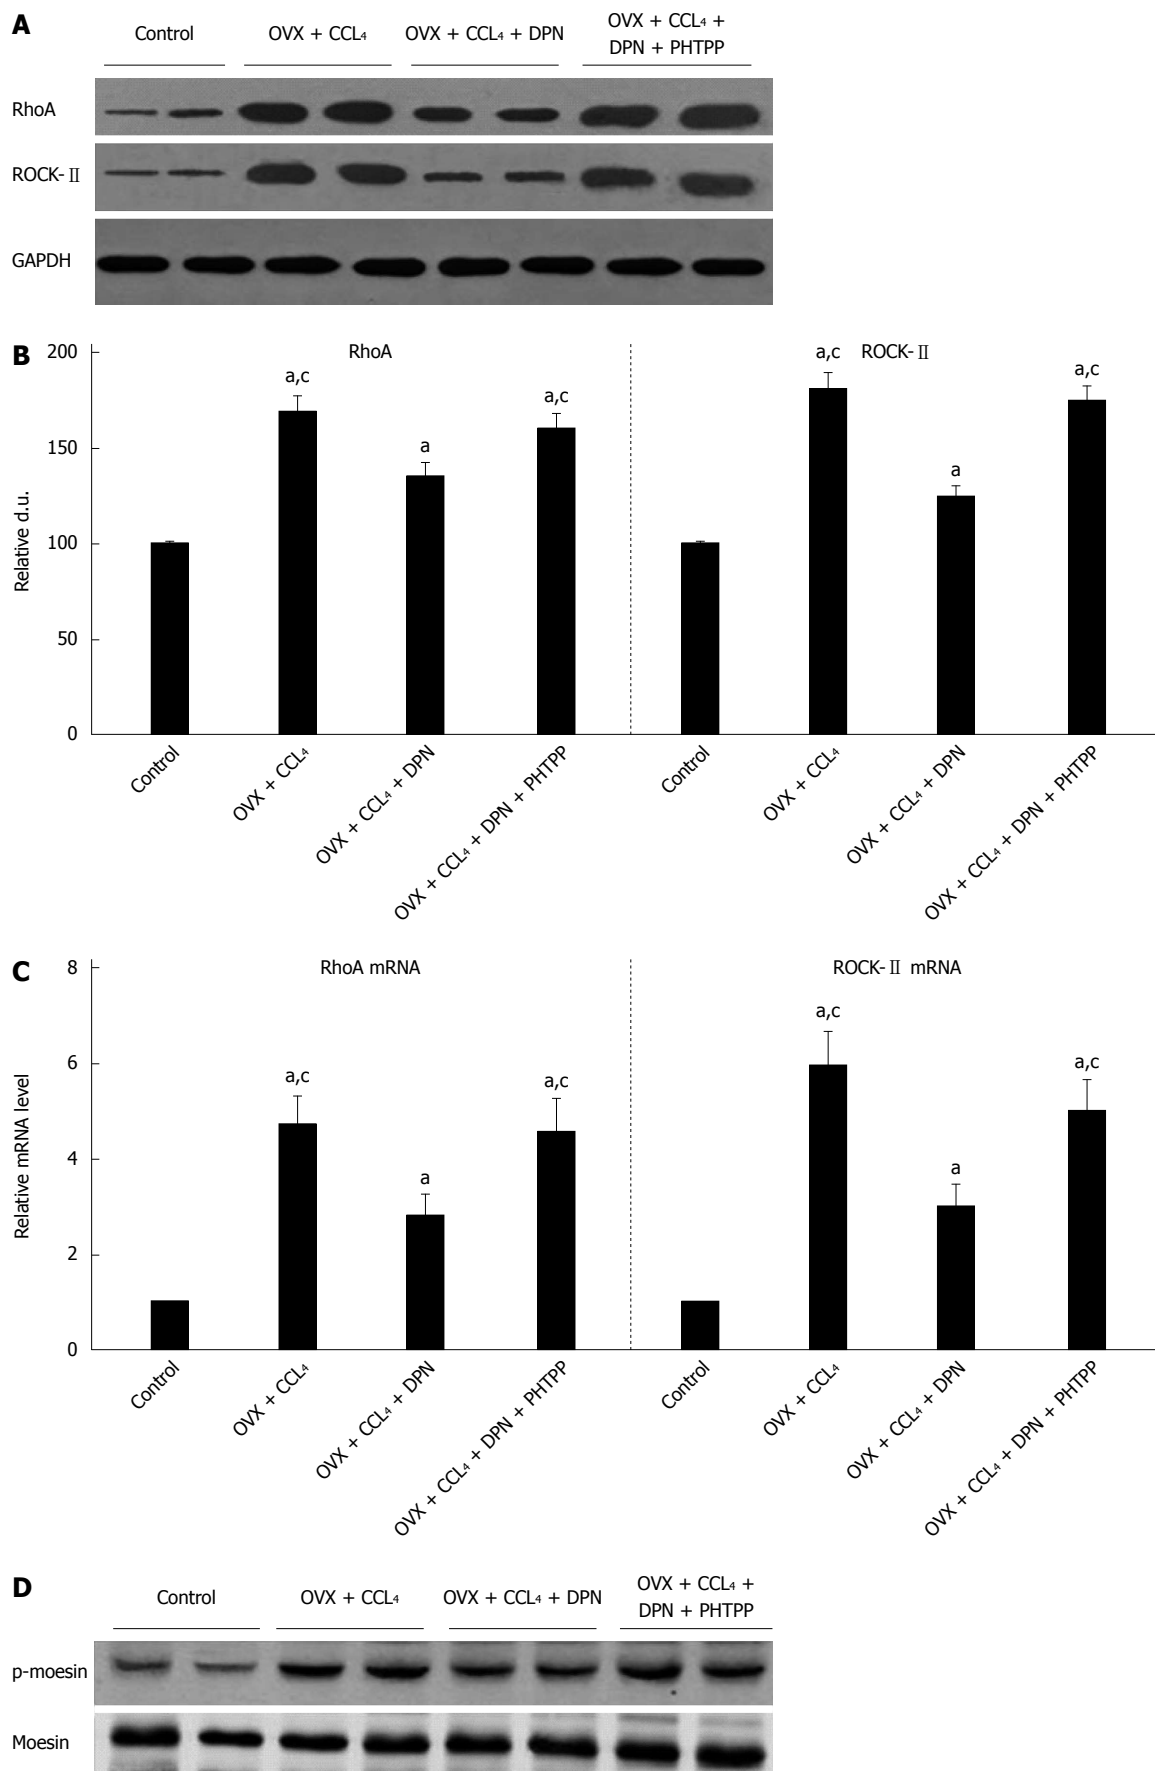 A
Control
OVX + CCL₄
OVX + CCL₄ + DPN
OVX + CCL₄ +
DPN + PHTPP
RhoA
ROCK-Ⅱ
GAPDH
B
RhoA
ROCK-Ⅱ
Relative d.u.
200
150
100
50
0
a,c
a
a,c
a,c
a
a,c
Control
OVX + CCL₄
OVX + CCL₄ + DPN
OVX + CCL₄ + DPN + PHTPP
Control
OVX + CCL₄
OVX + CCL₄ + DPN
OVX + CCL₄ + DPN + PHTPP
C
RhoA mRNA
ROCK-Ⅱ mRNA
Relative mRNA level
8
6
4
2
0
a,c
a
a,c
a,c
a
a,c
Control
OVX + CCL₄
OVX + CCL₄ + DPN
OVX + CCL₄ + DPN + PHTPP
Control
OVX + CCL₄
OVX + CCL₄ + DPN
OVX + CCL₄ + DPN + PHTPP
D
Control
OVX + CCL₄
OVX + CCL₄ + DPN
OVX + CCL₄ +
DPN + PHTPP
p-moesin
Moesin